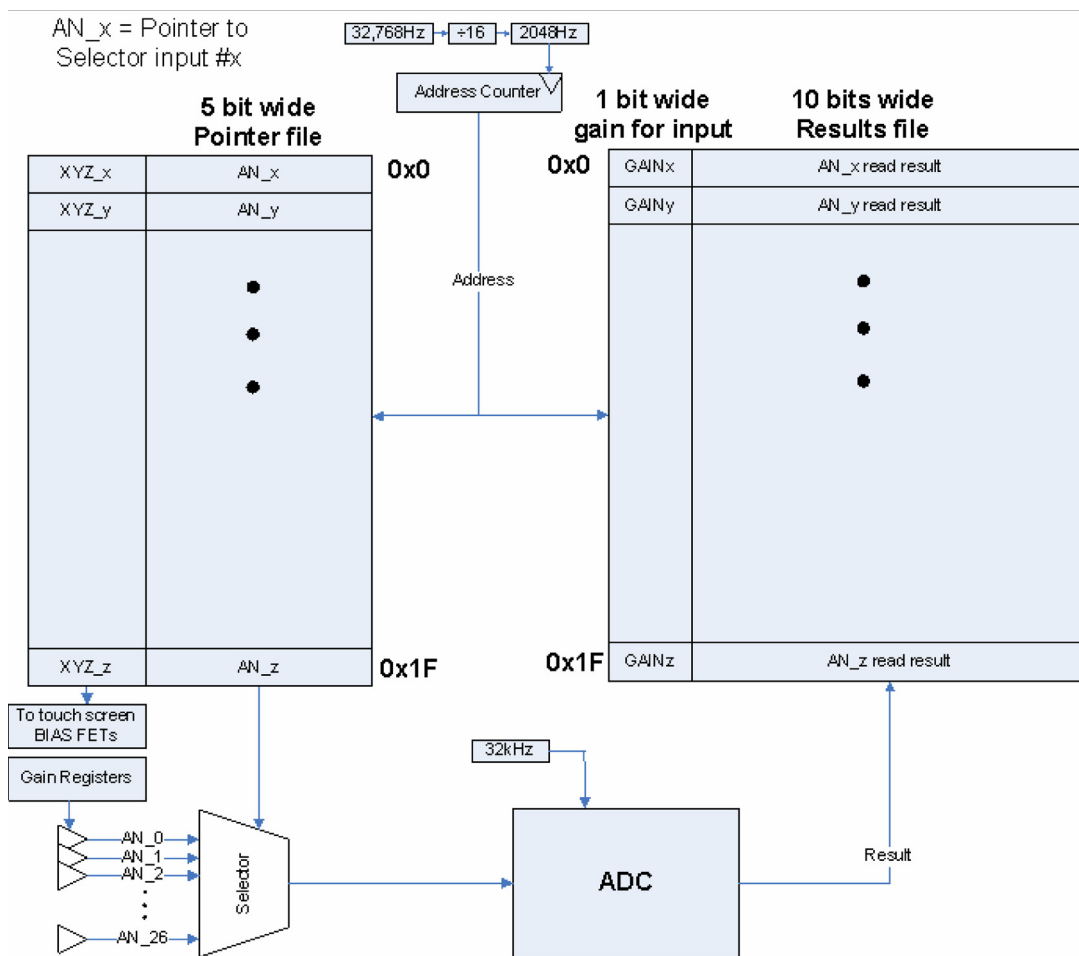 AN_x = Pointer to
Selector input #x
32,768Hz
÷16
2048Hz
Address Counter
5 bit wide
Pointer file
1 bit wide
gain for input
10 bits wide
Results file
XYZ_x
AN_x
0x0
0x0
GAINx
AN_x read result
XYZ_y
AN_y
GAINy
AN_y read result
Address
XYZ_z
AN_z
0x1F
0x1F
GAINz
AN_z read result
To touch screen
BIAS FETs
Gain Registers
32kHz
AN_0
AN_1
AN_2
AN_26
Selector
ADC
Result